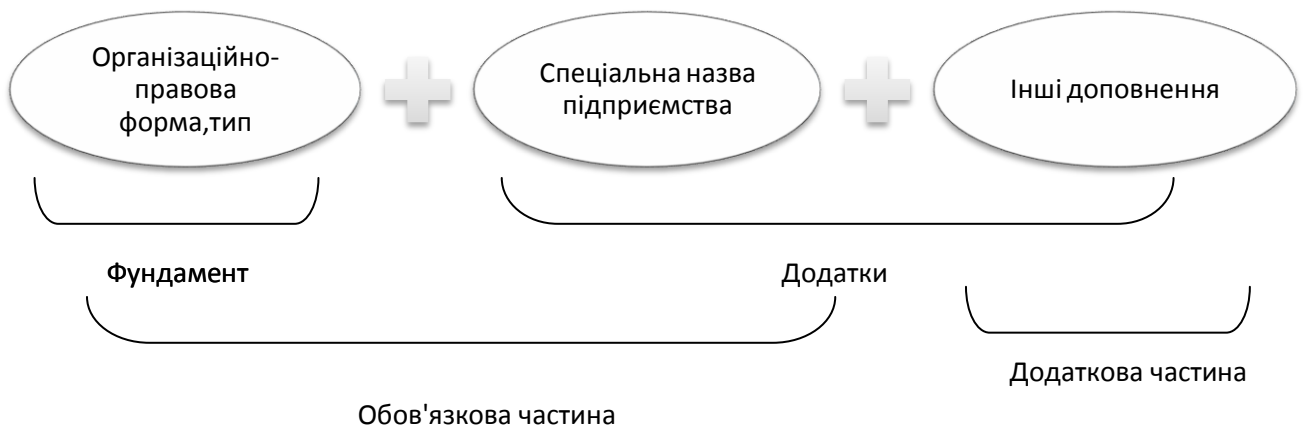 Організаційно-
правова
форма,тип
Спеціальна назва
підприємства
Інші доповнення
Фундамент
Додатки
Додаткова частина
Обов'язкова частина